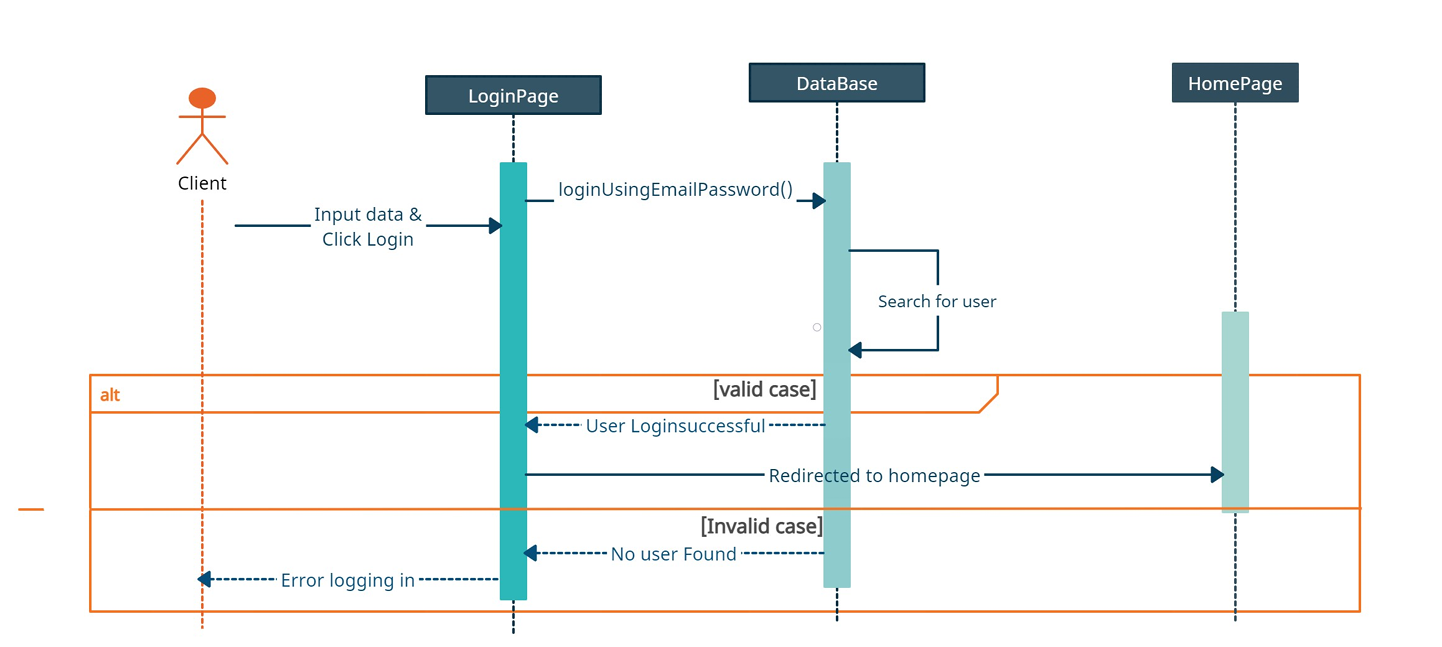 LoginPage
DataBase
HomePage
Client
loginUsingEmailPassword()
Input data &
Click Login
Search for user
alt
[valid case]
User Loginsuccessful
Redirected to homepage
[Invalid case]
No user Found
Error logging in